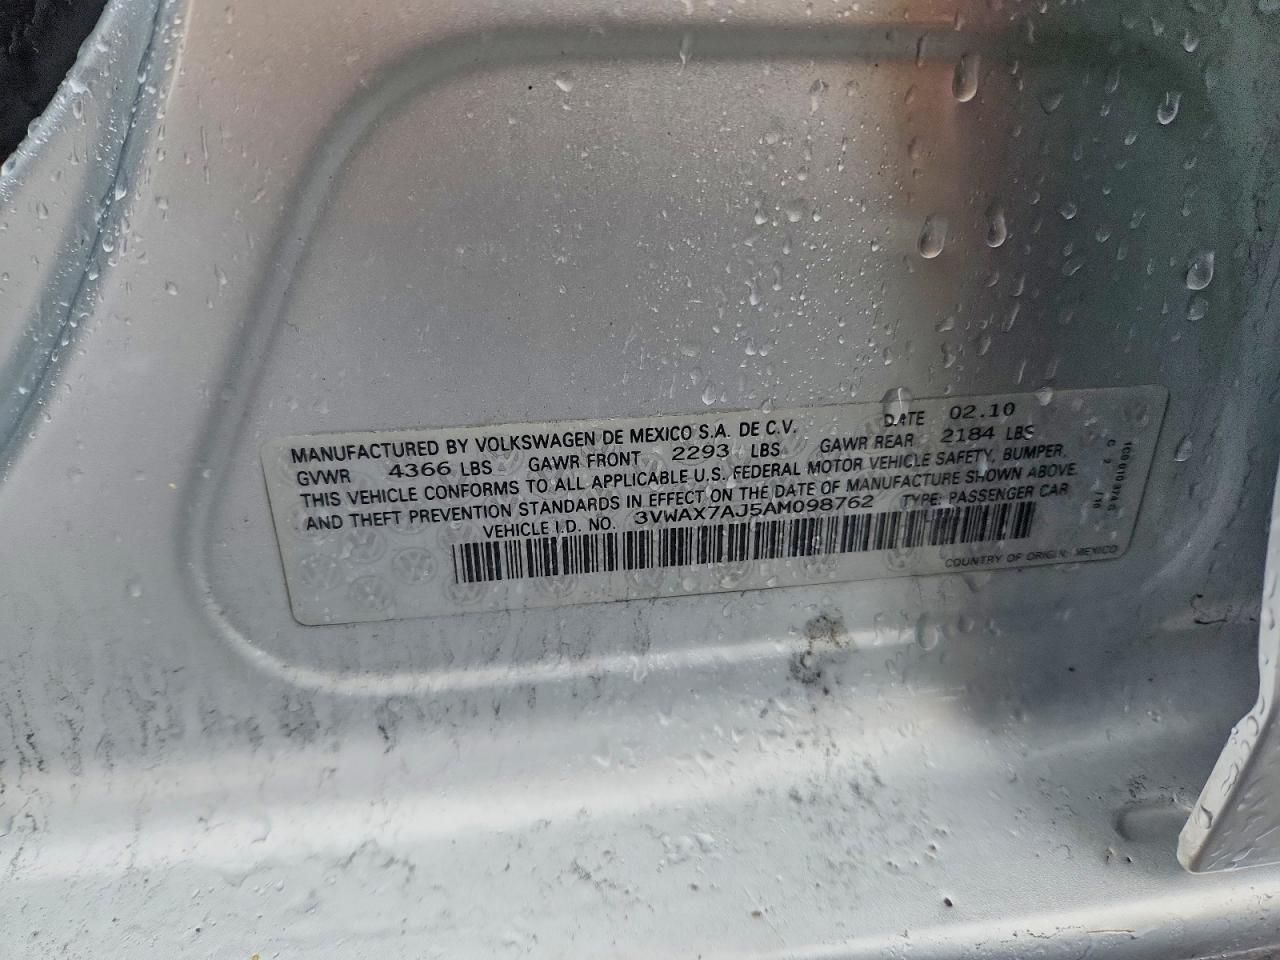 MANUFACTURED BY VOLKSWAGEN DE MEXICO S.A. DE C.V. DATE 02.10
GVWR 4366 LBS GAWR FRONT 2293 LBS GAWR REAR 2184 LBS
THIS VEHICLE CONFORMS TO ALL APPLICABLE U.S. FEDERAL MOTOR VEHICLE SAFETY, BUMPER,
AND THEFT PREVENTION STANDARDS IN EFFECT ON THE DATE OF MANUFACTURE SHOWN ABOVE.
VEHICLE I.D. NO. 3VWAX7AJ5AM098762 TYPE: PASSENGER CAR
COUNTRY OF ORIGIN: MEXICO